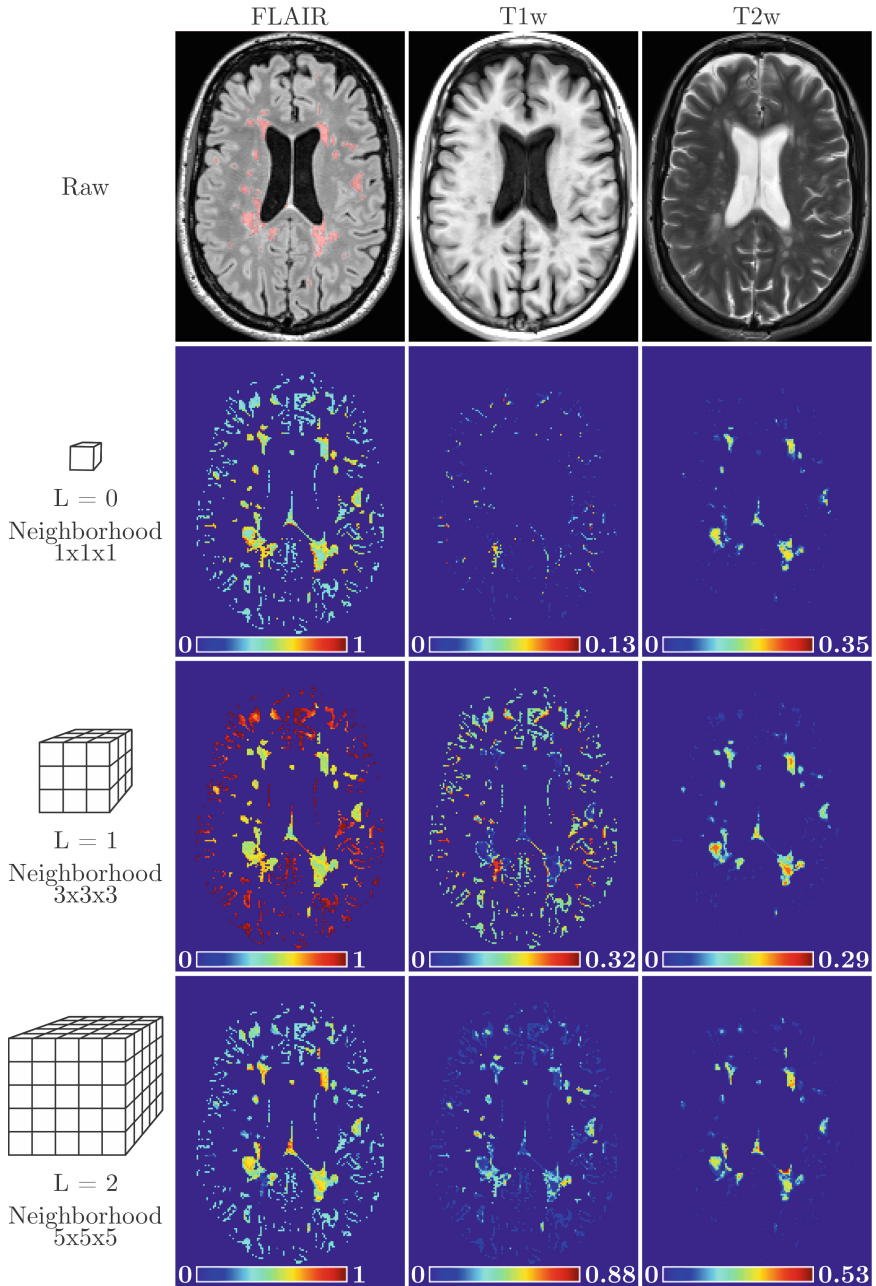 FLAIR T1w T2w
Raw
L = 0
Neighborhood
1x1x1
0 1 0 0.13 0 0.35
L = 1
Neighborhood
3x3x3
0 1 0 0.32 0 0.29
L = 2
Neighborhood
5x5x5
0 1 0 0.88 0 0.53